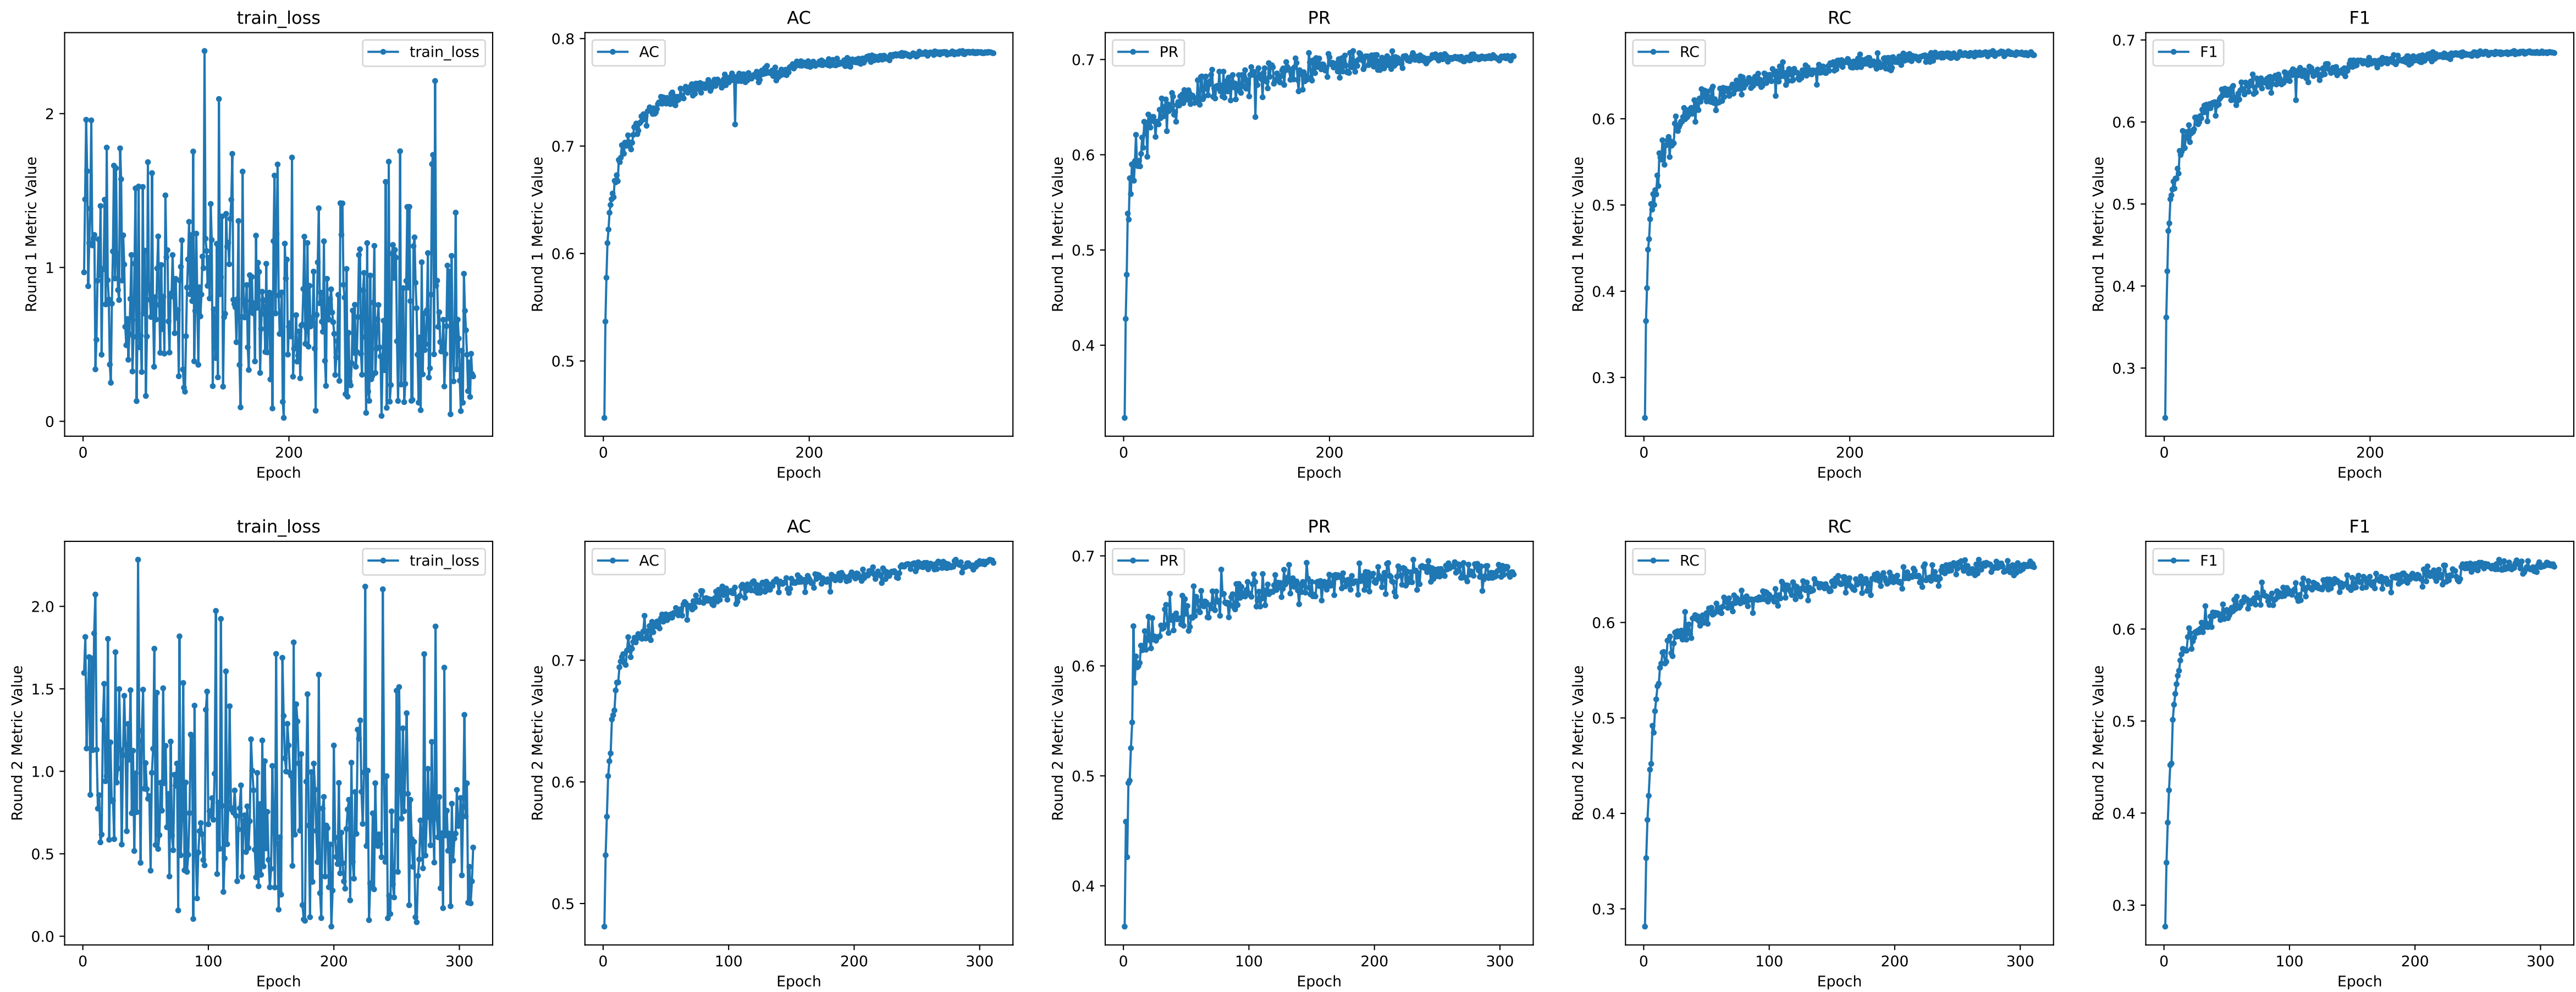 train_loss
train_loss
Round 1 Metric Value
2
1
0
0
200
Epoch
AC
AC
Round 1 Metric Value
0.8
0.7
0.6
0.5
0
200
Epoch
PR
PR
Round 1 Metric Value
0.7
0.6
0.5
0.4
0
200
Epoch
RC
RC
Round 1 Metric Value
0.6
0.5
0.4
0.3
0
200
Epoch
F1
F1
Round 1 Metric Value
0.7
0.6
0.5
0.4
0.3
0
200
Epoch
train_loss
train_loss
Round 2 Metric Value
2.0
1.5
1.0
0.5
0.0
0
100
200
300
Epoch
AC
AC
Round 2 Metric Value
0.7
0.6
0.5
0
100
200
300
Epoch
PR
PR
Round 2 Metric Value
0.7
0.6
0.5
0.4
0
100
200
300
Epoch
RC
RC
Round 2 Metric Value
0.6
0.5
0.4
0.3
0
100
200
300
Epoch
F1
F1
Round 2 Metric Value
0.6
0.5
0.4
0.3
0
100
200
300
Epoch